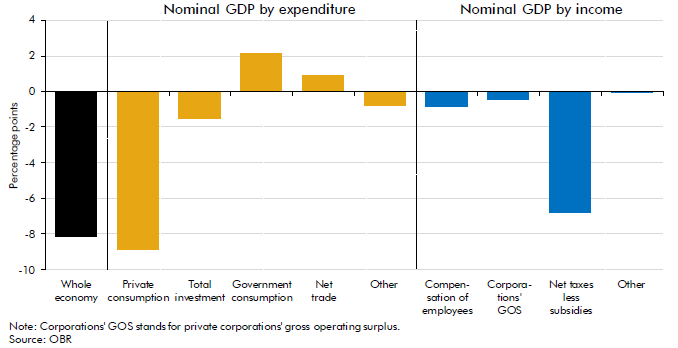 Nominal GDP by expenditure
Nominal GDP by income
Percentage points
4
2
0
-2
-4
-6
-8
-10
Whole
economy
Private
consumption
Total
investment
Government
consumption
Net
trade
Other
Compen-
sation of
employees
Corpora-
tions'
GOS
Net taxes
less
subsidies
Other
Note: Corporations' GOS stands for private corporations' gross operating surplus.
Source: OBR